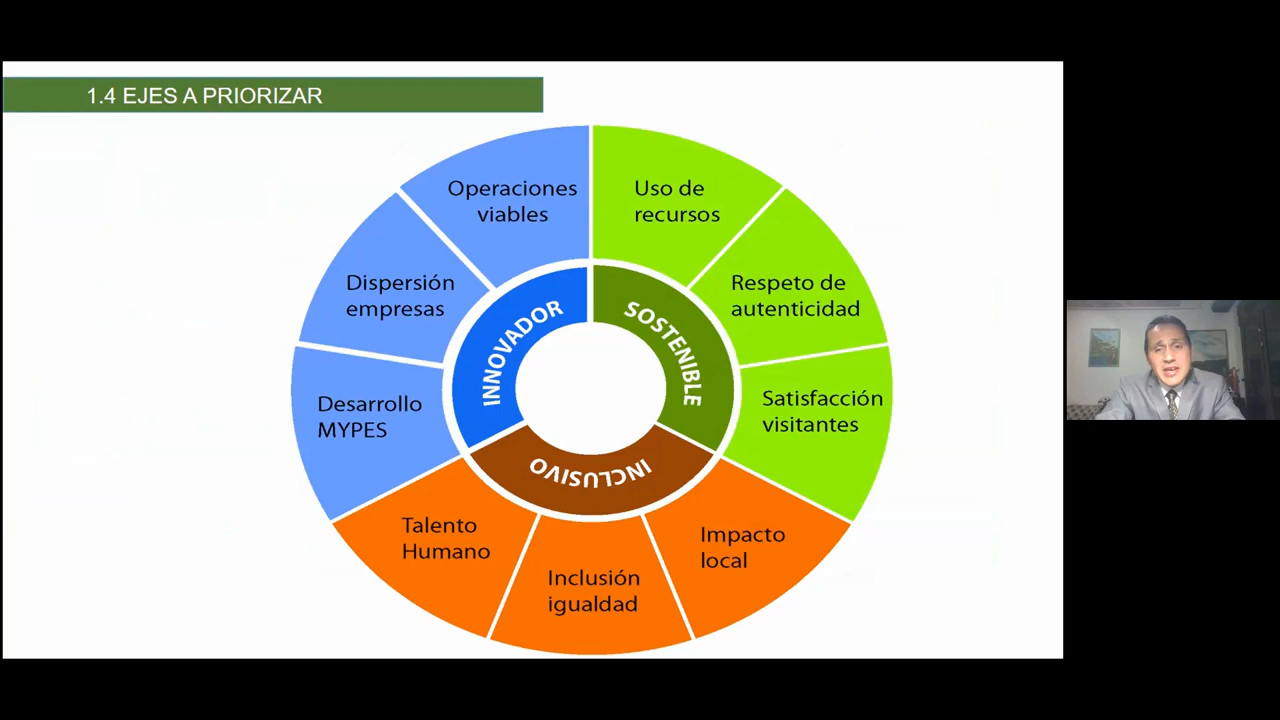 1.4 EJES A PRIORIZAR
Operaciones
viables
Uso de
recursos
Dispersión
empresas
Respeto de
autenticidad
INNOVADOR
SOSTENIBLE
Desarrollo
MYPES
Satisfacción
visitantes
INCLUSIVO
Talento
Humano
Impacto
local
Inclusión
igualdad